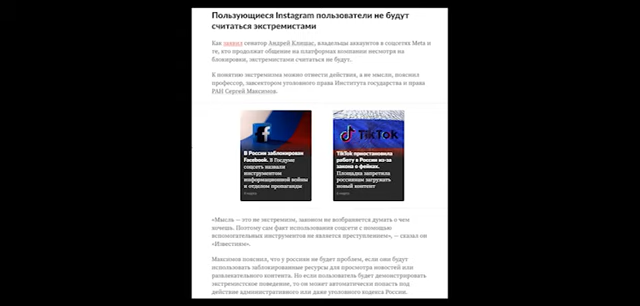 Пользующиеся Instagram пользователи не будут
считаться экстремистами
Как заявил сенатор Андрей Клишас, владельцы аккаунтов в соцсетях Meta и
те, кто продолжат общение на платформах компании несмотря на
блокировки, экстремистами считаться не будут.
К понятию экстремизма можно отнести действия, а не мысли, пояснил
профессор, завсектором уголовного права Института государства и права
РАН Сергей Максимов.
В России заблокирован
Facebook. В Госдуме
соцсеть назвали
инструментом
информационной войны
и отделом пропаганды
TikTok
TikTok приостановила
работу в России из-за
закона о фейках.
Площадка запретила
россиянам загружать
новый контент
«Мысль — это не экстремизм, законом не возбраняется думать о чем
хочешь. Поэтому сам факт использования соцсети с помощью
вспомогательных инструментов не является преступлением», — сказал он
«Известиям».
Максимов пояснил, что у россиян не будет проблем, если они будут
использовать заблокированные ресурсы для просмотра новостей или
развлекательного контента. Но если пользователь будет демонстрировать
экстремистское поведение, то он может автоматически попасть под
действие административного или даже уголовного кодекса России.